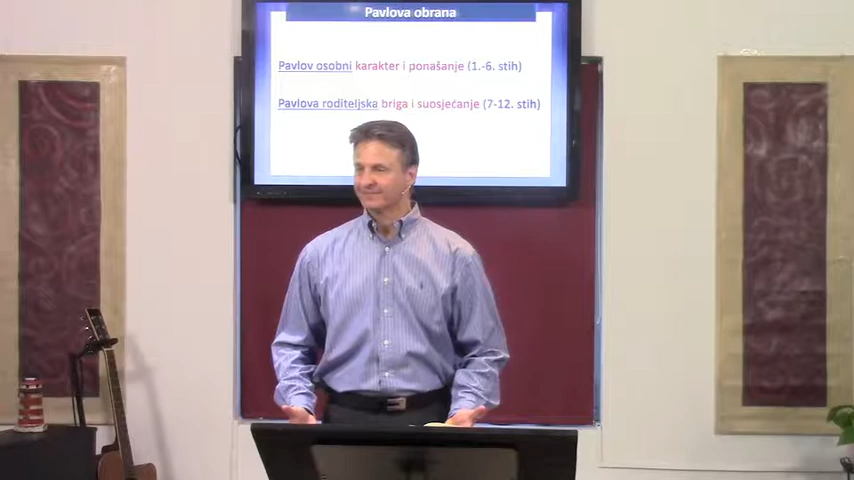 Pavlova obrana
Pavlov osobni karakter i ponašanje (1.-6. stih)
Pavlova roditeljska briga i suosjećanje (7-12. stih)